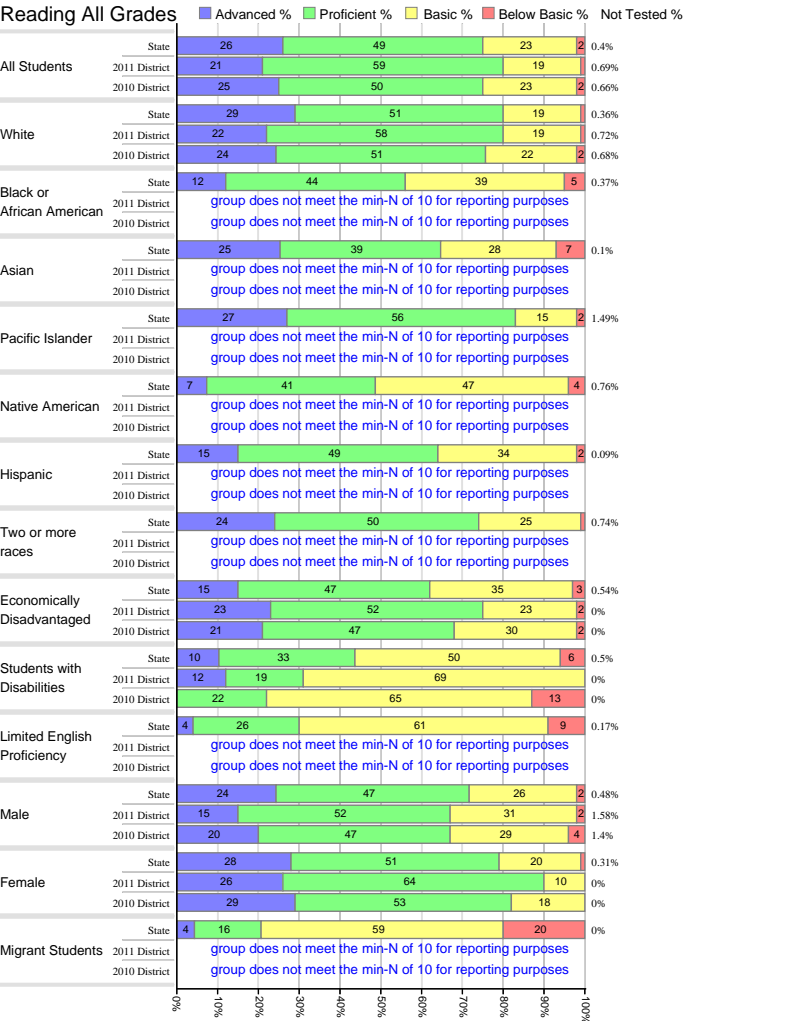 Reading All Grades Advanced % Proficient % Basic % Below Basic % Not Tested %
All Students
State 26 49 23 2 0.4%
2011 District 21 59 19 0.69%
2010 District 25 50 23 2 0.66%
White
State 29 51 19 0.36%
2011 District 22 58 19 0.72%
2010 District 24 51 22 2 0.68%
Black or
African American
State 12 44 39 5 0.37%
2011 District group does not meet the min-N of 10 for reporting purposes
2010 District group does not meet the min-N of 10 for reporting purposes
Asian
State 25 39 28 7 0.1%
2011 District group does not meet the min-N of 10 for reporting purposes
2010 District group does not meet the min-N of 10 for reporting purposes
Pacific Islander
State 27 56 15 2 1.49%
2011 District group does not meet the min-N of 10 for reporting purposes
2010 District group does not meet the min-N of 10 for reporting purposes
Native American
State 7 41 47 4 0.76%
2011 District group does not meet the min-N of 10 for reporting purposes
2010 District group does not meet the min-N of 10 for reporting purposes
Hispanic
State 15 49 34 2 0.09%
2011 District group does not meet the min-N of 10 for reporting purposes
2010 District group does not meet the min-N of 10 for reporting purposes
Two or more
races
State 24 50 25 0.74%
2011 District group does not meet the min-N of 10 for reporting purposes
2010 District group does not meet the min-N of 10 for reporting purposes
Economically
Disadvantaged
State 15 47 35 3 0.54%
2011 District 23 52 23 2 0%
2010 District 21 47 30 2 0%
Students with
Disabilities
State 10 33 50 6 0.5%
2011 District 12 19 69 0%
2010 District 22 65 13 0%
Limited English
Proficiency
State 4 26 61 9 0.17%
2011 District group does not meet the min-N of 10 for reporting purposes
2010 District group does not meet the min-N of 10 for reporting purposes
Male
State 24 47 26 2 0.48%
2011 District 15 52 31 2 1.58%
2010 District 20 47 29 4 1.4%
Female
State 28 51 20 0.31%
2011 District 26 64 10 0%
2010 District 29 53 18 0%
Migrant Students
State 4 16 59 20 0%
2011 District group does not meet the min-N of 10 for reporting purposes
2010 District group does not meet the min-N of 10 for reporting purposes
0% 10% 20% 30% 40% 50% 60% 70% 80% 90% 100%